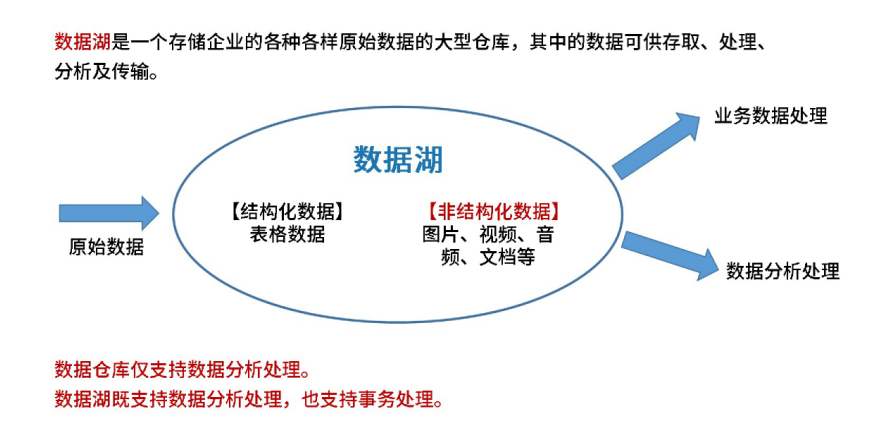 数据湖是一个存储企业的各种各样原始数据的大型仓库，其中的数据可供存取、处理、
分析及传输。
业务数据处理
数据湖
【结构化数据】
表格数据
【非结构化数据】
图片、视频、音
频、文档等
原始数据
数据分析处理
数据仓库仅支持数据分析处理。
数据湖既支持数据分析处理，也支持事务处理。